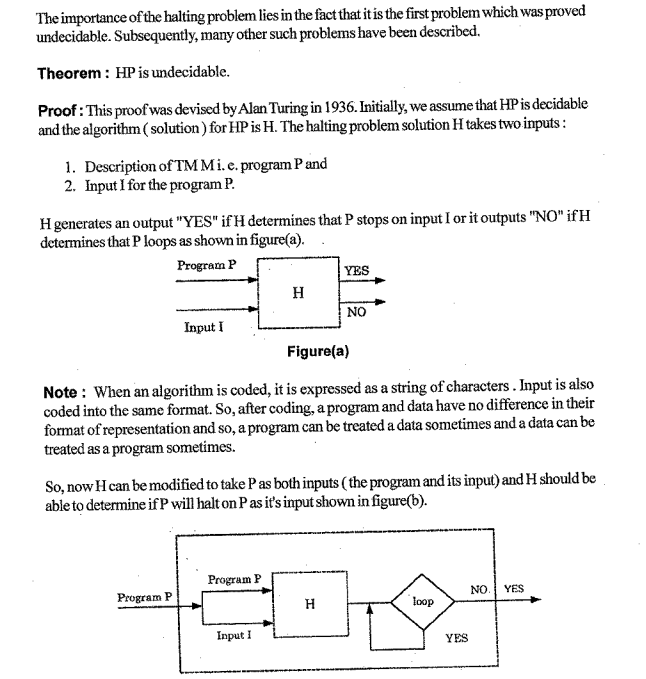 The importance of the halting problem lies in the fact that it is the first problem which was proved
undecidable. Subsequently, many other such problems have been described.
Theorem : HP is undecidable.
Proof : This proof was devised by Alan Turing in 1936. Initially, we assume that HP is decidable
and the algorithm ( solution ) for HP is H. The halting problem solution H takes two inputs :
1. Description of TM M i. e. program P and
2. Input I for the program P.
H generates an output "YES" if H determines that P stops on input I or it outputs "NO" if H
determines that P loops as shown in figure(a).
Program P
YES
H
NO
Input I
Figure(a)
Note : When an algorithm is coded, it is expressed as a string of characters . Input is also
coded into the same format. So, after coding, a program and data have no difference in their
format of representation and so, a program can be treated a data sometimes and a data can be
treated as a program sometimes.
So, now H can be modified to take P as both inputs ( the program and its input) and H should be
able to determine if P will halt on P as it's input shown in figure(b).
Program P
Program P
H
loop
NO
YES
Input I
YES